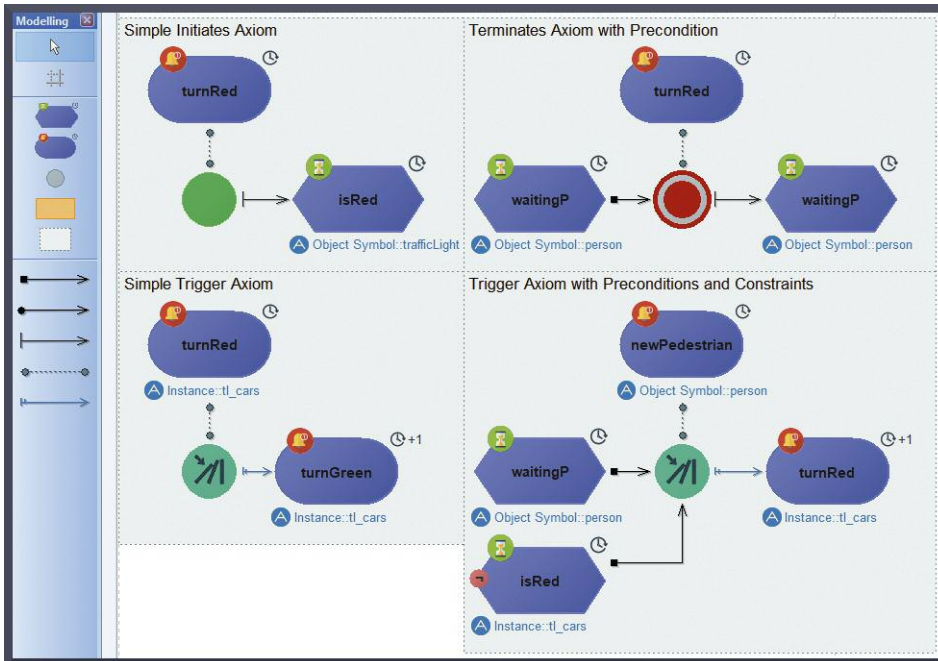 Modelling
Simple Initiates Axiom
turnRed
isRed
Object Symbol::trafficLight
Terminates Axiom with Precondition
turnRed
waitingP
waitingP
Object Symbol::person
Object Symbol::person
Simple Trigger Axiom
turnRed
Instance::tl_cars
+1
turnGreen
Instance::tl_cars
Trigger Axiom with Preconditions and Constraints
newPedestrian
Object Symbol::person
+1
waitingP
turnRed
Object Symbol::person
Instance::tl_cars
isRed
Instance::tl_cars